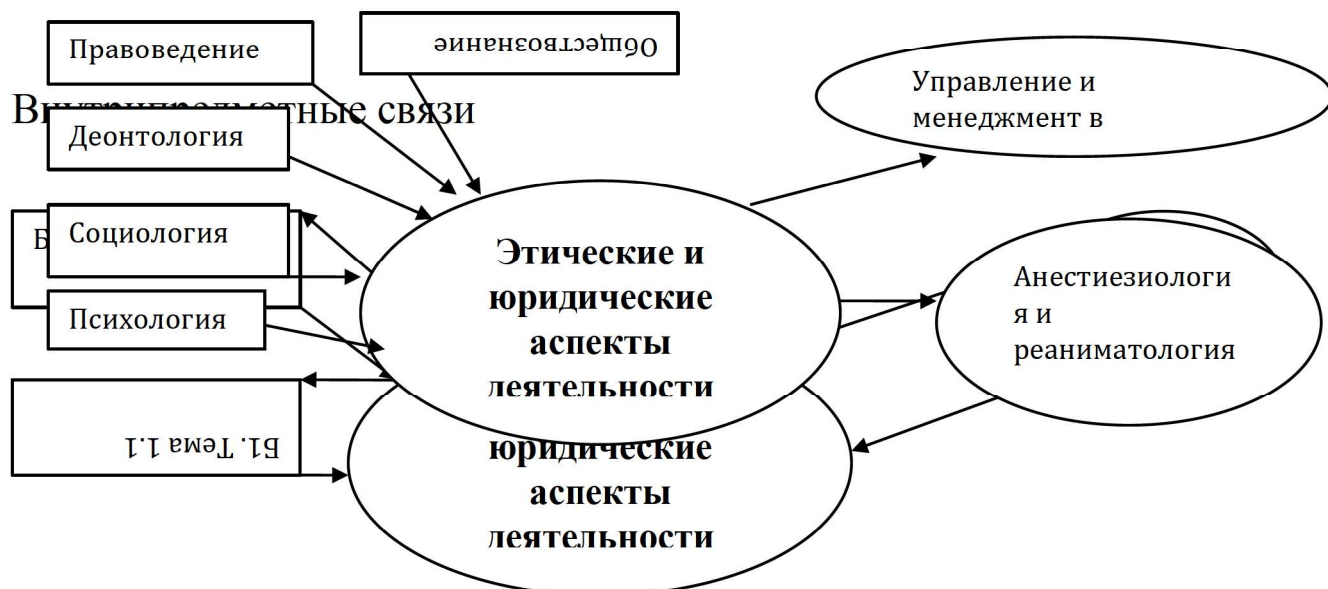 Правоведение
Обществознание
Управление и
менеджмент в
связи
Деонтология
Б
Социология
Этические и
юридические
аспекты
деятельности
Анестиезиологи
я и
реаниматология
Психология
Б1. Тема 1.1
юридические
аспекты
деятельности